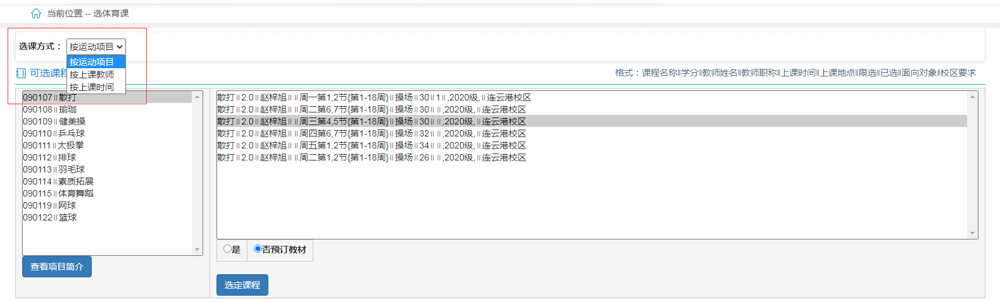 当前位置 -- 选体育课
选课方式： 按运动项目
按运动项目
按上课教师
按上课时间
可选课程
格式：课程名称‖学分‖教师姓名‖教师职称‖上课时间‖上课地点‖限选‖已选‖面向对象‖校区要求
090107‖散打
090108‖瑜珈
090109‖健美操
090110‖乒乓球
090111‖太极拳
090112‖排球
090113‖羽毛球
090114‖素质拓展
090115‖体育舞蹈
090119‖网球
090122‖篮球
查看项目简介
散打‖2.0‖赵梓旭‖‖周一第1,2节{第1-18周}‖操场‖30‖1‖,2020级,‖连云港校区
散打‖2.0‖赵梓旭‖‖周二第6,7节{第1-18周}‖操场‖30‖‖,2020级,‖连云港校区
散打‖2.0‖赵梓旭‖‖周三第4,5节{第1-18周}‖操场‖30‖‖,2020级,‖连云港校区
散打‖2.0‖赵梓旭‖‖周四第6,7节{第1-18周}‖操场‖32‖‖,2020级,‖连云港校区
散打‖2.0‖赵梓旭‖‖周五第1,2节{第1-18周}‖操场‖34‖‖,2020级,‖连云港校区
散打‖2.0‖赵梓旭‖‖周二第1,2节{第1-18周}‖操场‖26‖‖,2020级,‖连云港校区
是 否预订教材
选定课程